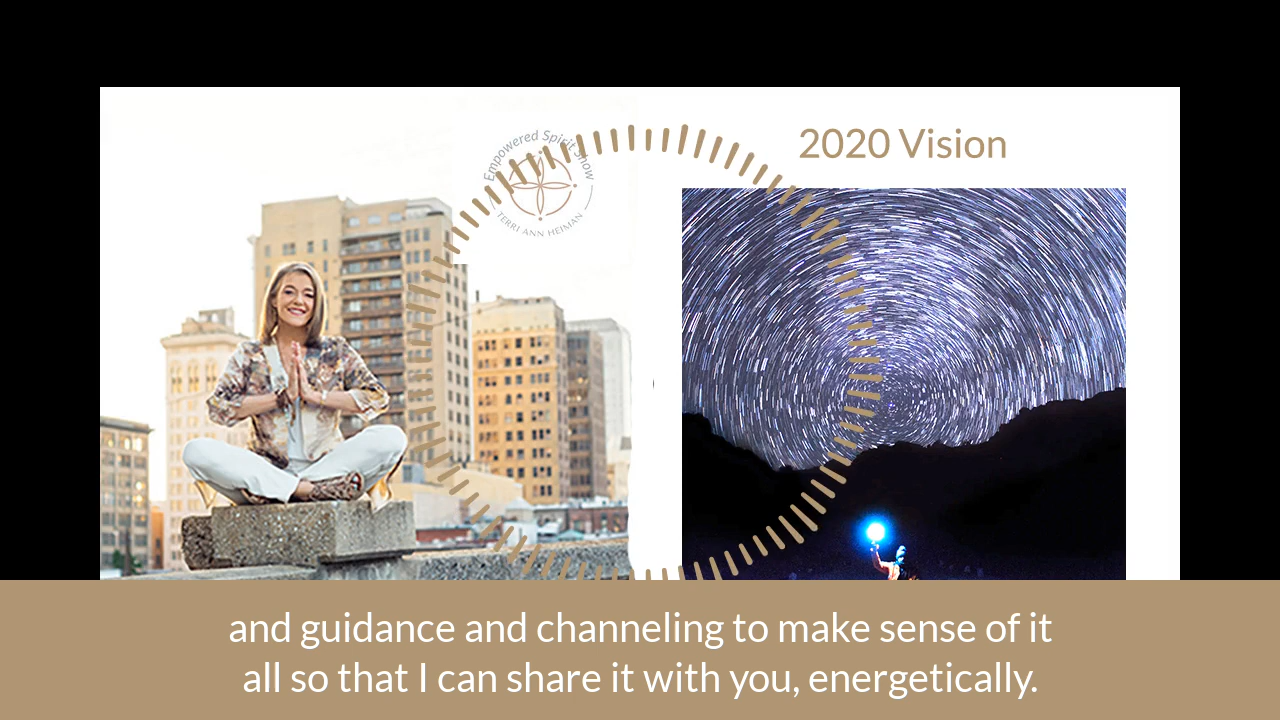 Empowered Spirit Show
TERRI ANN HEIMAN
2020 Vision
and guidance and channeling to make sense of it
all so that I can share it with you, energetically.